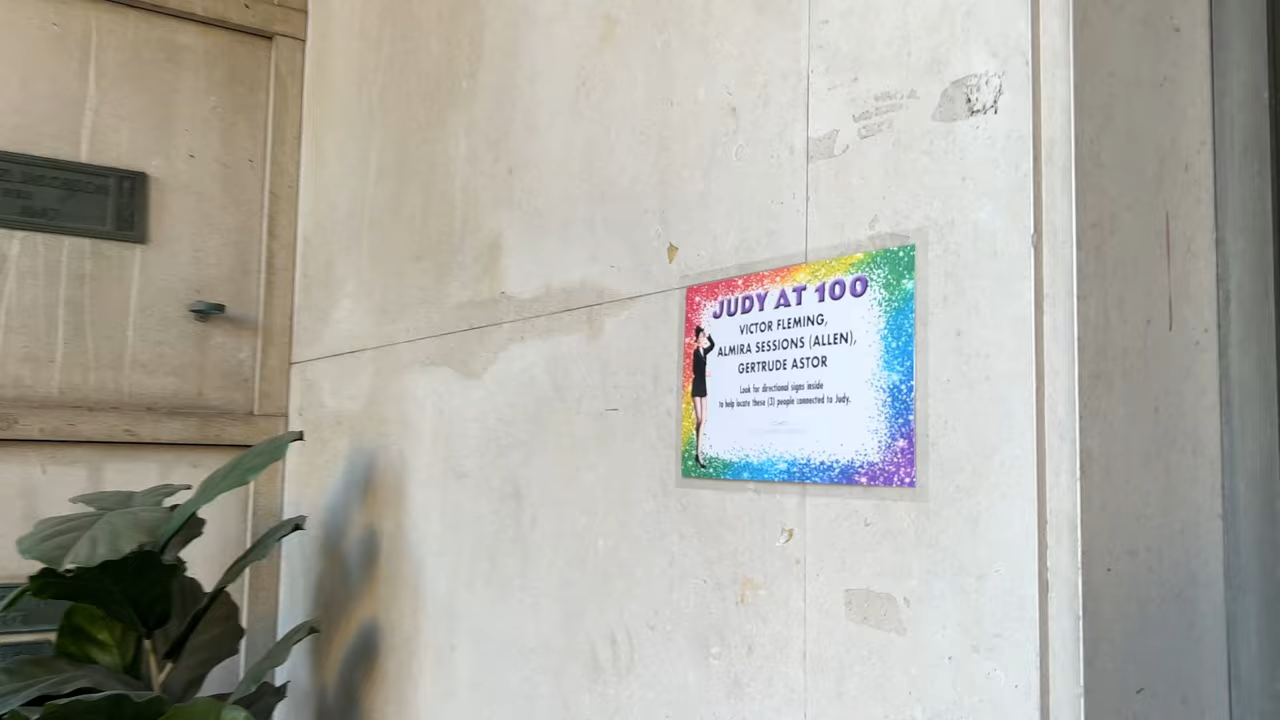 JUDY AT 100
VICTOR FLEMING,
ALMIRA SESSIONS (ALLEN),
GERTRUDE ASTOR
Look for directional signs inside
to help locate these (3) people connected to Judy.